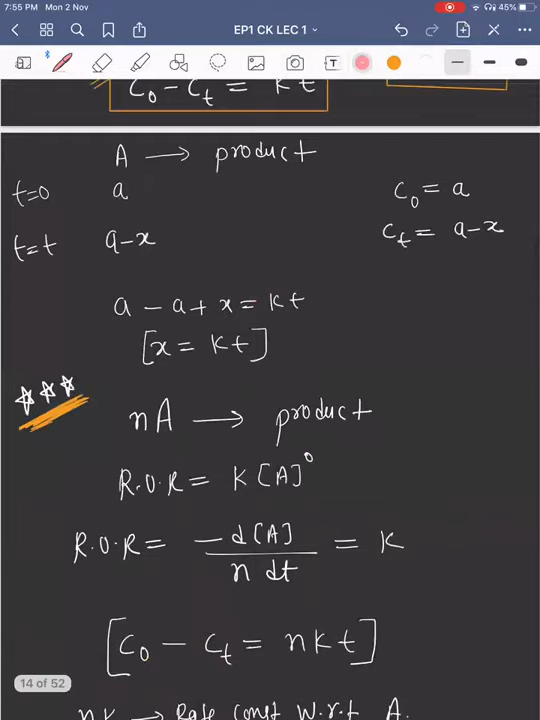 7:55 PM Mon 2 Nov 45%
EP1 CK LEC 1
C₀ - Cₜ = Kt
A ⟶ product
t=0 a C₀ = a
t=t a-x Cₜ = a-x
a - a + x = Kt
[x = Kt]
nA ⟶ product
R.O.R = K[A]⁰
R.O.R = -d[A] / n dt = K
[C₀ - Cₜ = nKt]
14 of 52
nK ⟶ Rate Const W.r.t A.